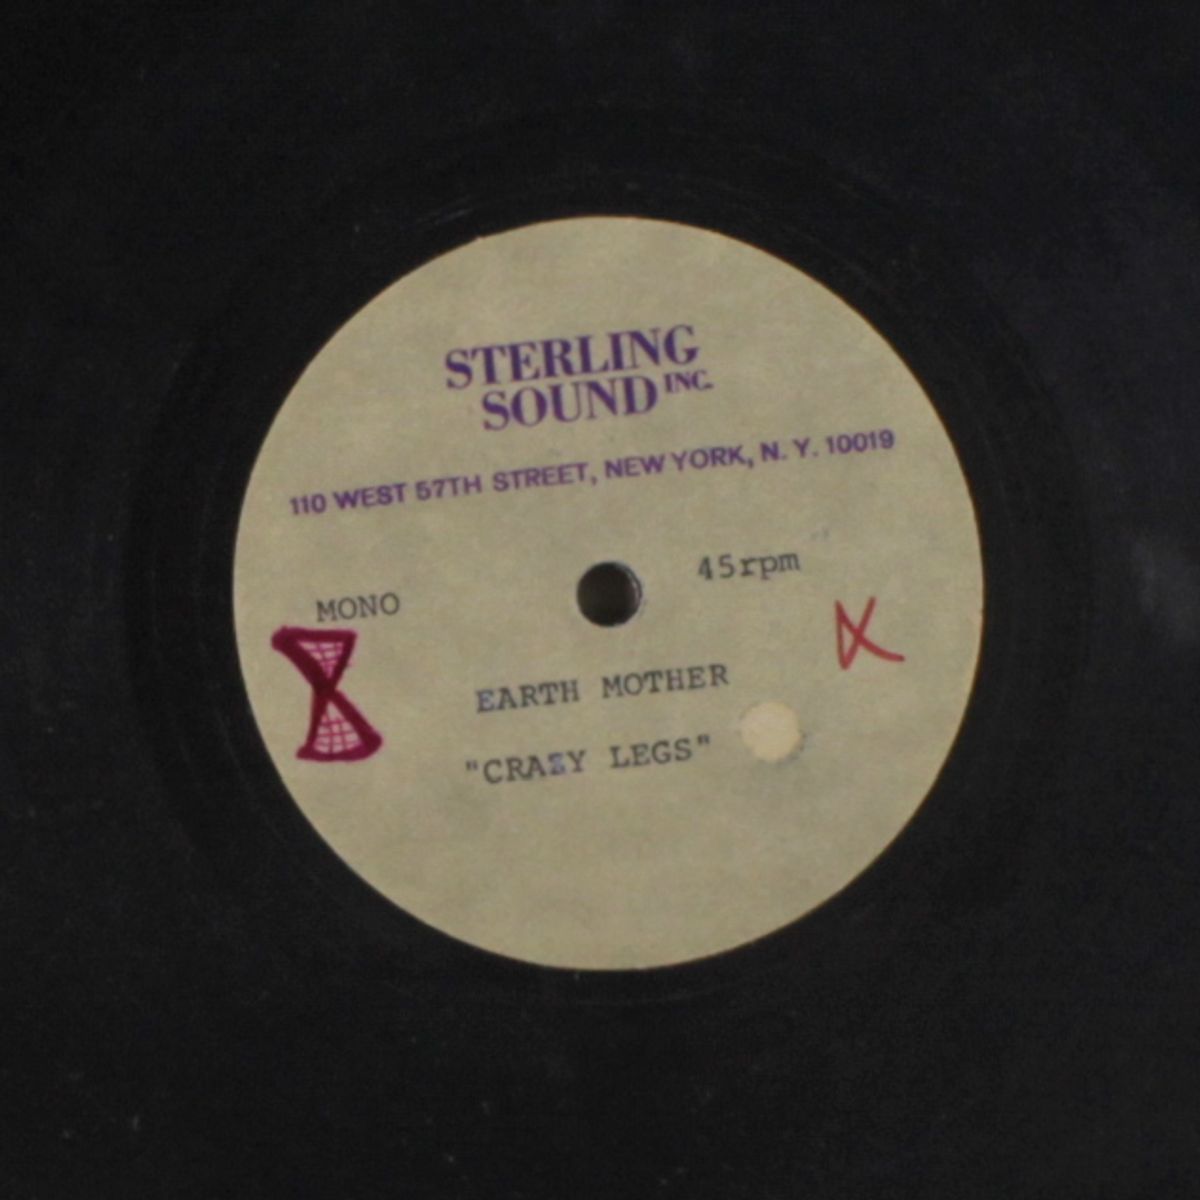 STERLING
SOUND INC.
110 WEST 57TH STREET, NEW YORK, N. Y. 10019
MONO
45rpm
EARTH MOTHER
"CRAZY LEGS"